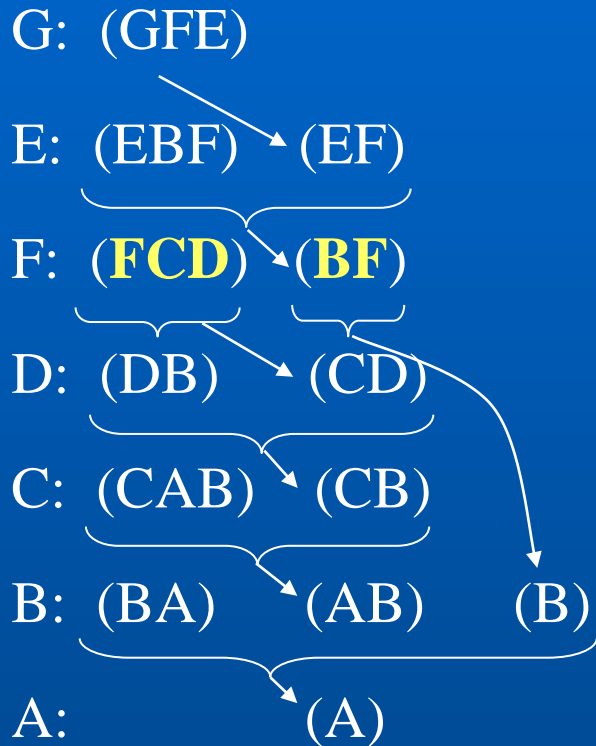 G: (GFE)
E: (EBF) (EF)
F: (FCD) (BF)
D: (DB) (CD)
C: (CAB) (CB)
B: (BA) (AB) (B)
A: (A)